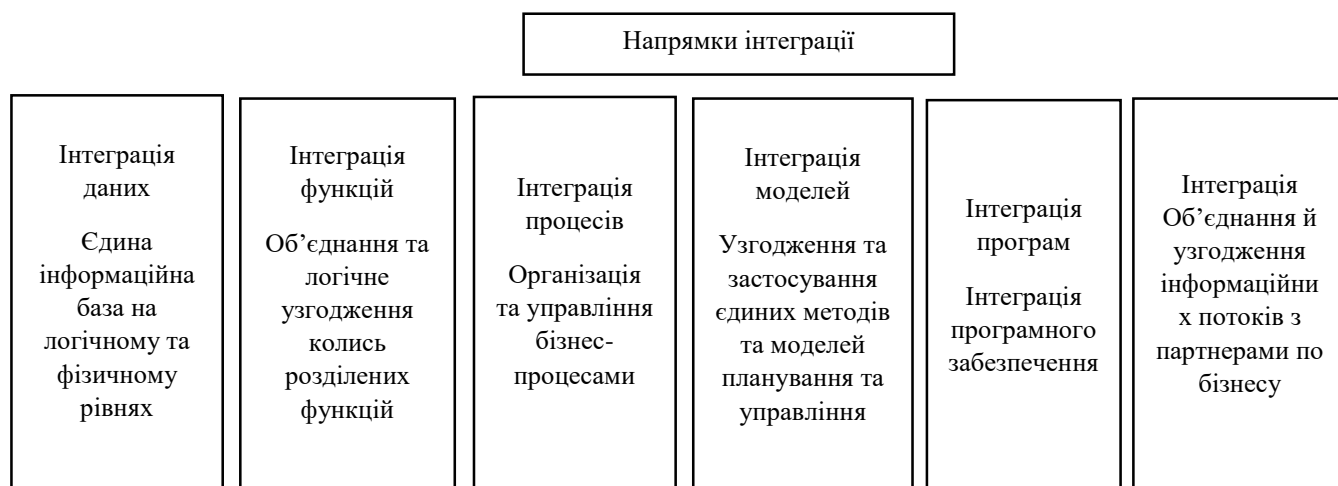 Напрямки інтеграції
Інтеграція
даних
Єдина
інформаційна
база на
логічному та
фізичному
рівнях
Інтеграція
функцій
Об’єднання та
логічне
узгодження
колись
розділених
функцій
Інтеграція
процесів
Організація
та управління
бізнес-
процесами
Інтеграція
моделей
Узгодження та
застосування
єдиних методів
та моделей
планування та
управління
Інтеграція
програм
Інтеграція
програмного
забезпечення
Інтеграція
Об’єднання й
узгодження
інформаційни
х потоків з
партнерами по
бізнесу